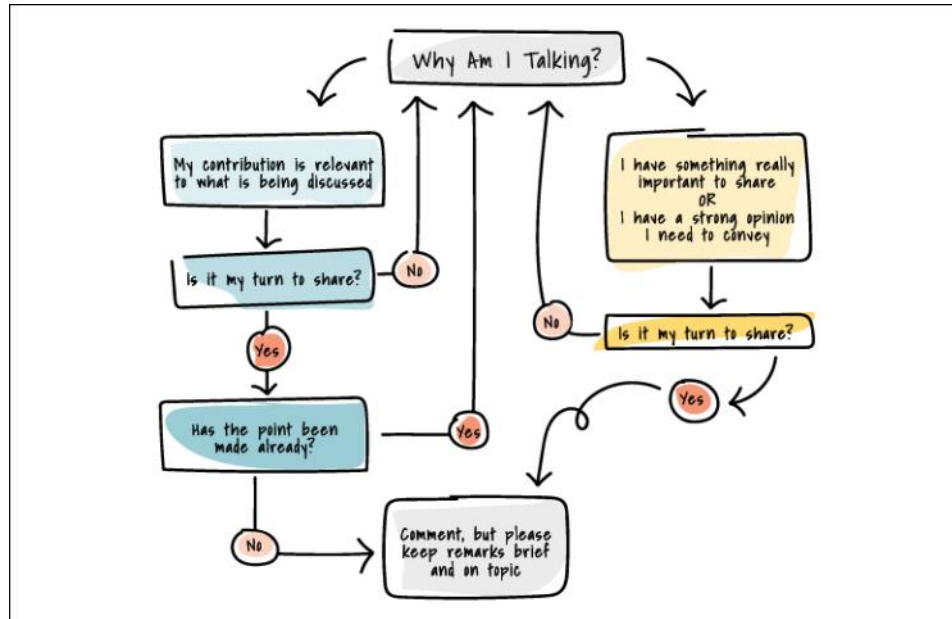 Why Am I Talking?
My contribution is relevant
to what is being discussed
Is it my turn to share?
No
Yes
Has the point been
made already?
Yes
No
I have something really
important to share
OR
I have a strong opinion
I need to convey
Is it my turn to share?
No
Yes
Comment, but please
keep remarks brief
and on topic